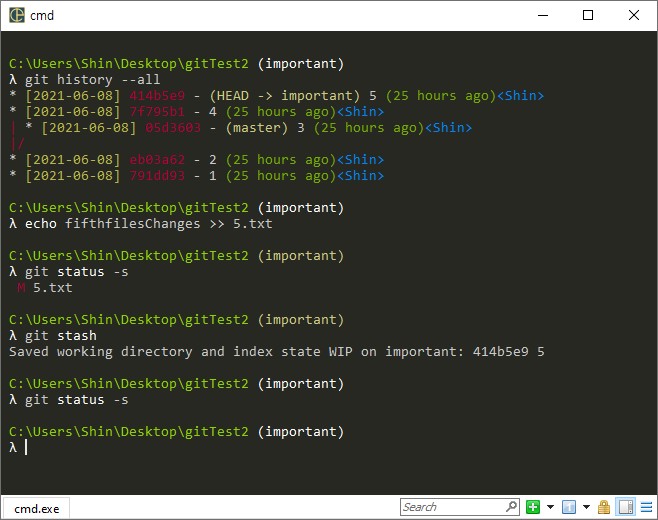 cmd
C:\Users\Shin\Desktop\gitTest2 (important)
λ git history --all
* [2021-06-08] 414b5e9 - (HEAD -> important) 5 (25 hours ago)<Shin>
* [2021-06-08] 7f795b1 - 4 (25 hours ago)<Shin>
| * [2021-06-08] 05d3603 - (master) 3 (25 hours ago)<Shin>
|/
* [2021-06-08] eb03a62 - 2 (25 hours ago)<Shin>
* [2021-06-08] 791dd93 - 1 (25 hours ago)<Shin>
C:\Users\Shin\Desktop\gitTest2 (important)
λ echo fifthfilesChanges >> 5.txt
C:\Users\Shin\Desktop\gitTest2 (important)
λ git status -s
 M 5.txt
C:\Users\Shin\Desktop\gitTest2 (important)
λ git stash
Saved working directory and index state WIP on important: 414b5e9 5
C:\Users\Shin\Desktop\gitTest2 (important)
λ git status -s
C:\Users\Shin\Desktop\gitTest2 (important)
λ
cmd.exe
Search